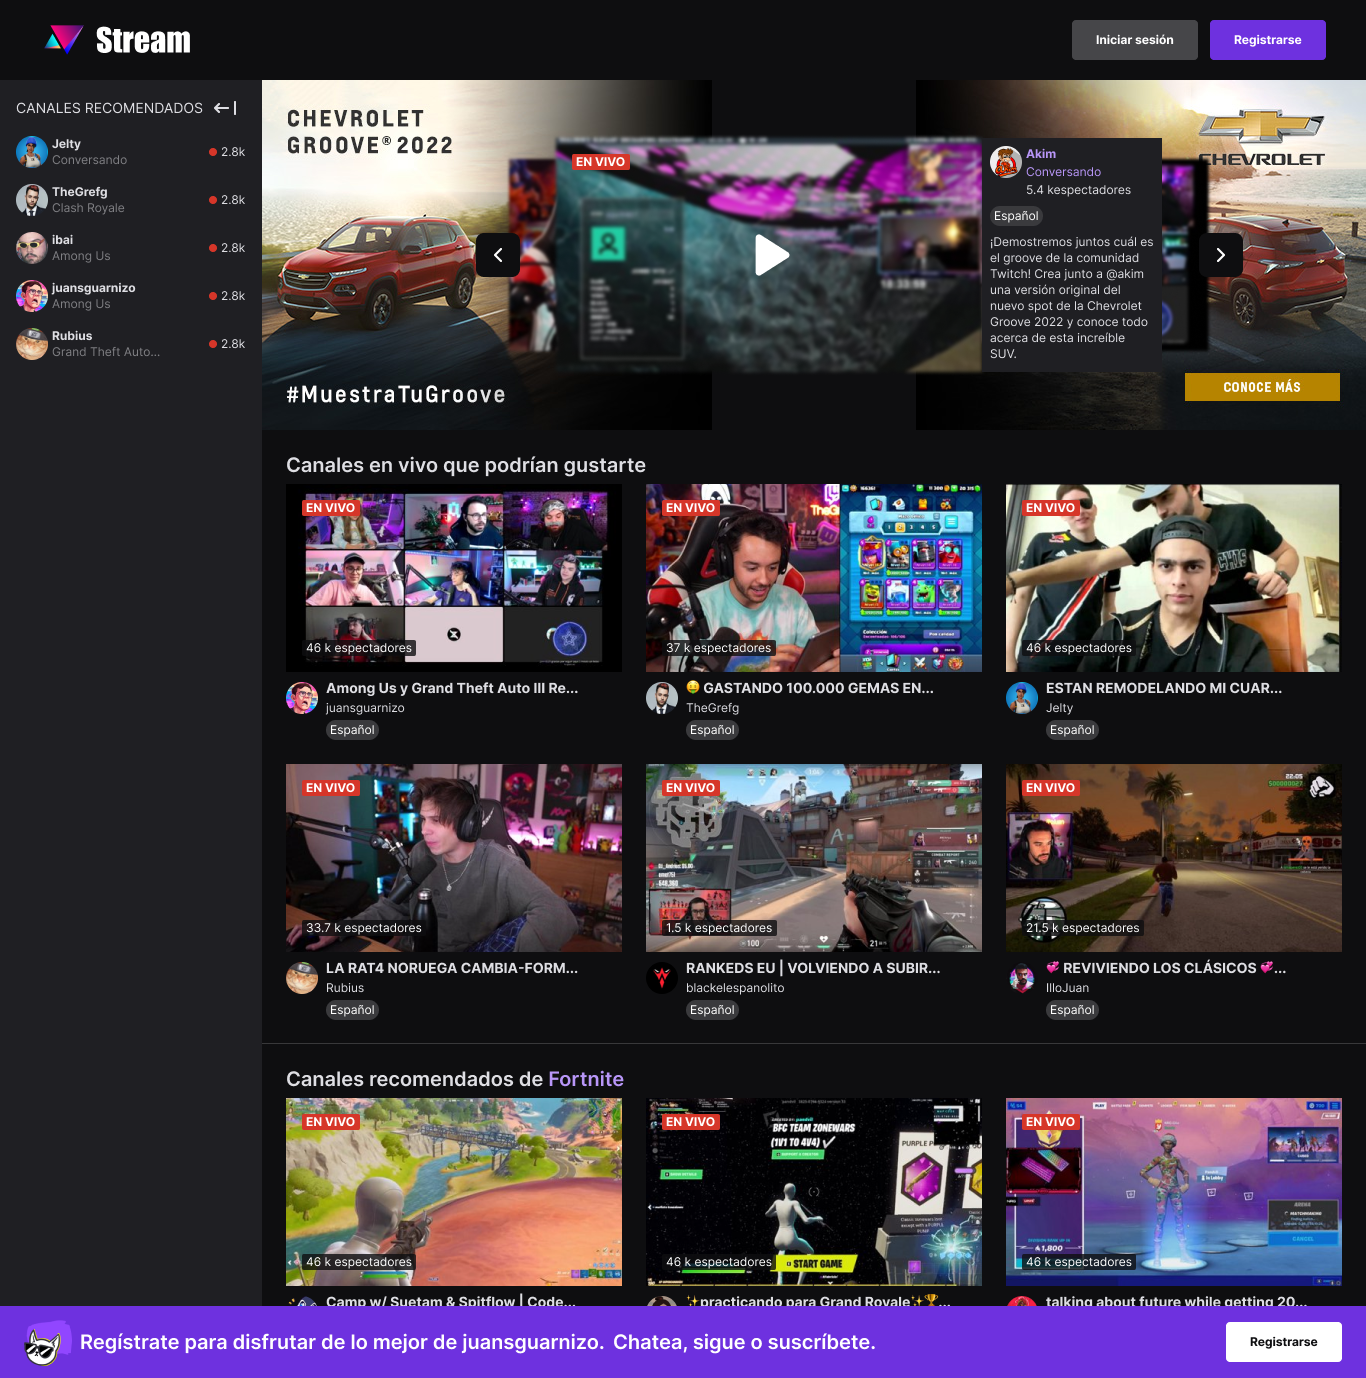 Stream
Iniciar sesión
Registrarse
CANALES RECOMENDADOS
Jelty
Conversando
2.8k
TheGrefg
Clash Royale
2.8k
ibai
Among Us
2.8k
juansguarnizo
Among Us
2.8k
Rubius
Grand Theft Auto...
2.8k
CHEVROLET
GROOVE® 2022
#MuestraTuGroove
EN VIVO
Akim
Conversando
5.4 kespectadores
Español
¡Demostremos juntos cuál es
el groove de la comunidad
Twitch! Crea junto a @akim
una versión original del
nuevo spot de la Chevrolet
Groove 2022 y conoce todo
acerca de esta increíble
SUV.
CHEVROLET
CONOCE MÁS
Canales en vivo que podrían gustarte
EN VIVO
46 k espectadores
Among Us y Grand Theft Auto III Re...
juansguarnizo
Español
EN VIVO
37 k espectadores
🤑 GASTANDO 100.000 GEMAS EN...
TheGrefg
Español
EN VIVO
46 k espectadores
ESTAN REMODELANDO MI CUAR...
Jelty
Español
EN VIVO
33.7 k espectadores
LA RAT4 NORUEGA CAMBIA-FORM...
Rubius
Español
EN VIVO
1.5 k espectadores
RANKEDS EU | VOLVIENDO A SUBIR...
blackelespanolito
Español
EN VIVO
22:05
21.5 k espectadores
💞 REVIVIENDO LOS CLÁSICOS 💞...
IlloJuan
Español
Canales recomendados de Fortnite
EN VIVO
46 k espectadores
Camp w/ Suetam & Spitflow | Code...
EN VIVO
BFC TEAM ZONEWARS
(1V1 TO 4V4) ✓
START GAME
46 k espectadores
✨practicando para Grand Royale✨🏆...
EN VIVO
1,800
CANCEL
46 k espectadores
talking about future while getting 20...
Regístrate para disfrutar de lo mejor de juansguarnizo. Chatea, sigue o suscríbete.
Registrarse